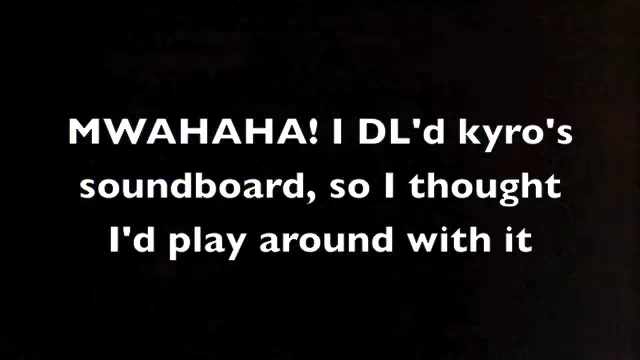 MWAHAHA! I DL'd kyro's
soundboard, so I thought
I'd play around with it